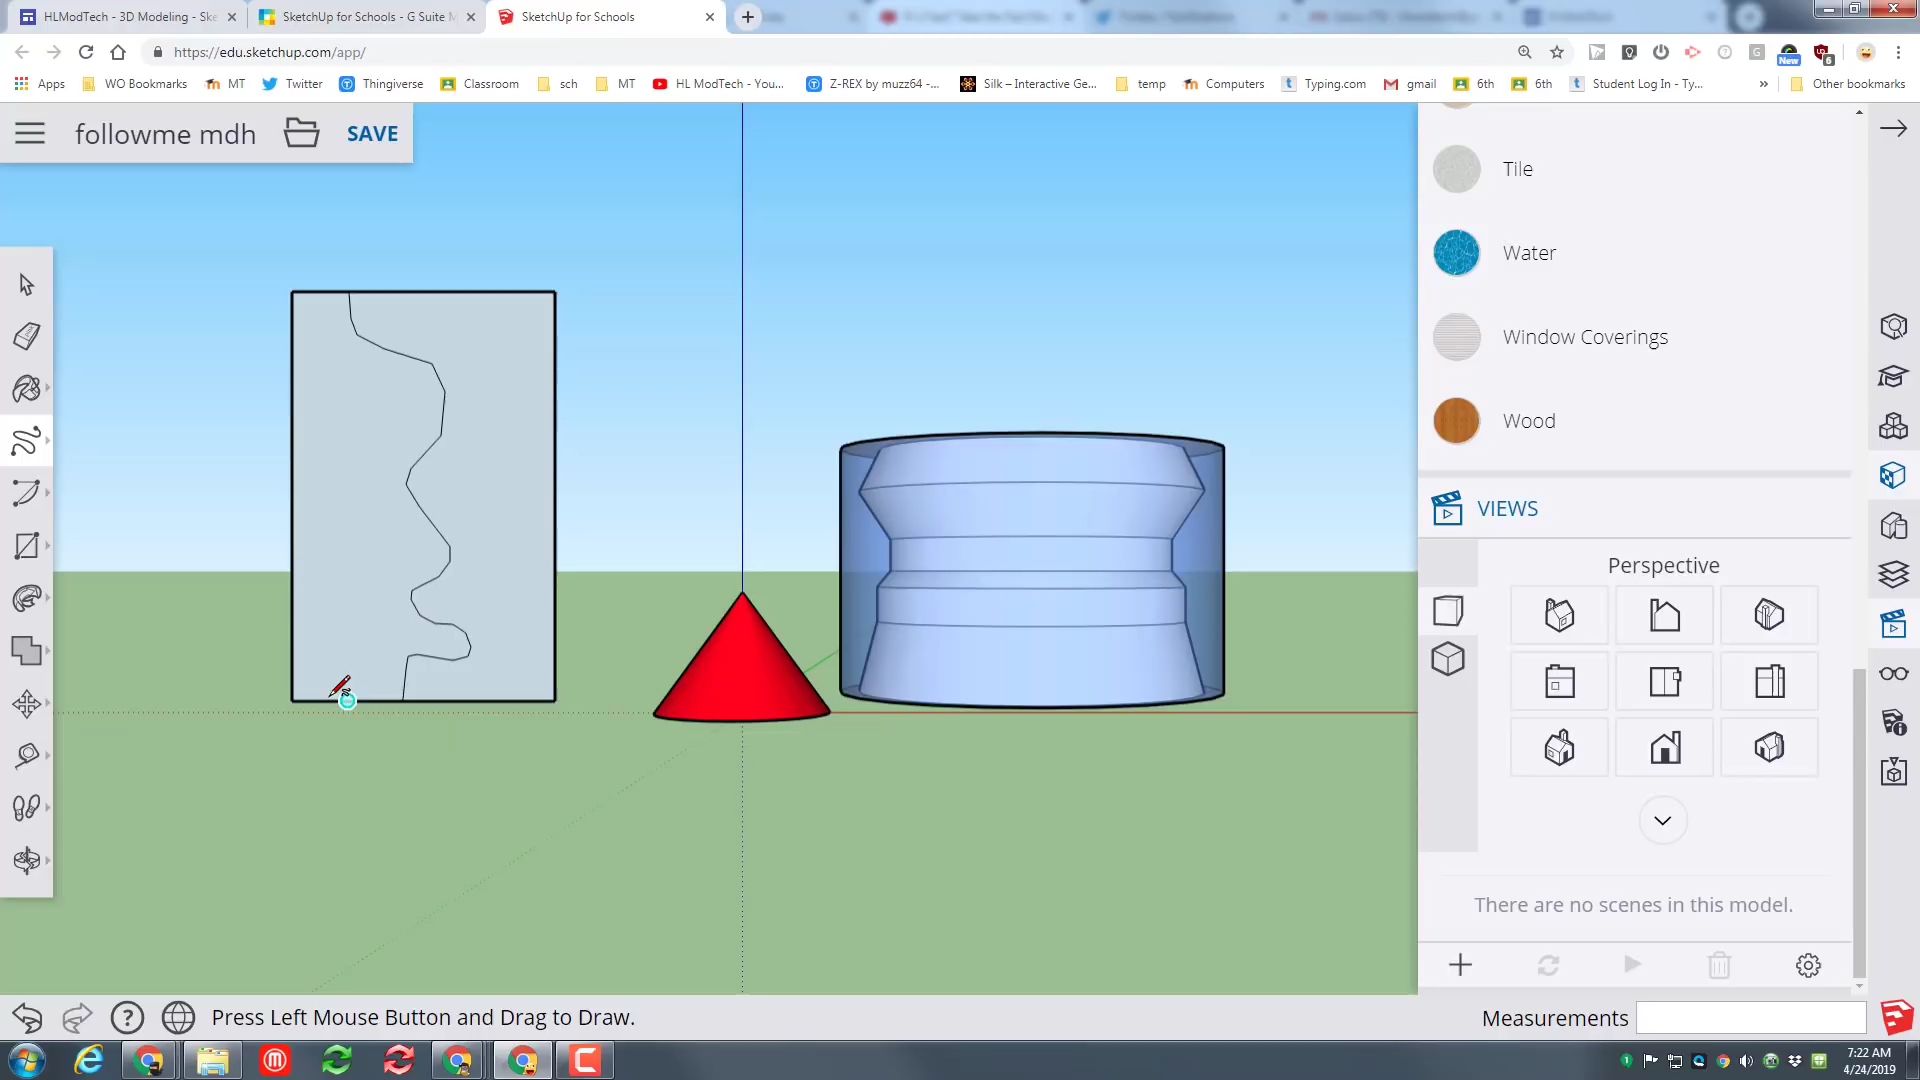 HLModTech - 3D Modeling - Ske
SketchUp for Schools - G Suite M
SketchUp for Schools
https://edu.sketchup.com/app/
New
6
Apps
WO Bookmarks
MT
Twitter
Thingiverse
Classroom
sch
MT
HL ModTech - You...
Z-REX by muzz64 -...
Silk – Interactive Ge...
temp
Computers
Typing.com
gmail
6th
6th
Student Log In - Ty...
»
Other bookmarks
followme mdh
SAVE
Tile
Water
Window Coverings
Wood
VIEWS
Perspective
There are no scenes in this model.
Press Left Mouse Button and Drag to Draw.
Measurements
7:22 AM
4/24/2019